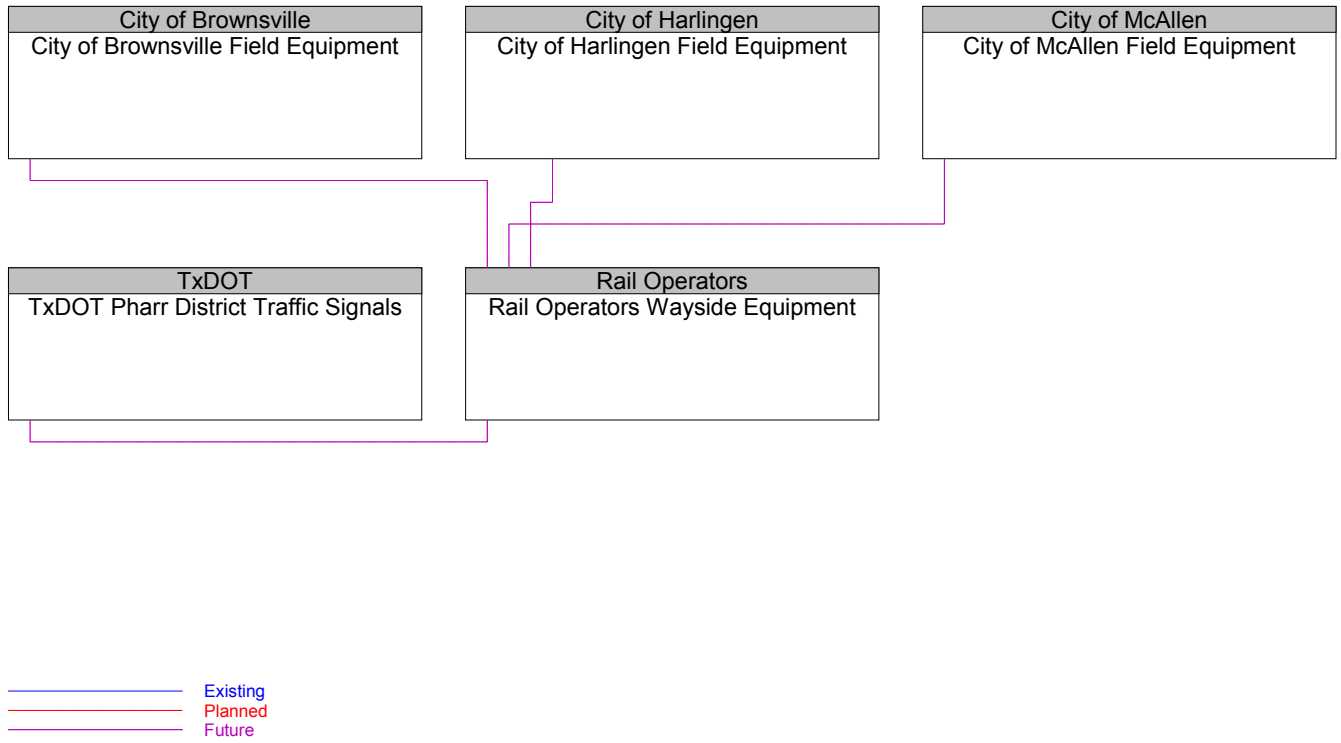 City of Brownsville
City of Brownsville Field Equipment
City of Harlingen
City of Harlingen Field Equipment
City of McAllen
City of McAllen Field Equipment
TxDOT
TxDOT Pharr District Traffic Signals
Rail Operators
Rail Operators Wayside Equipment
Existing
Planned
Future